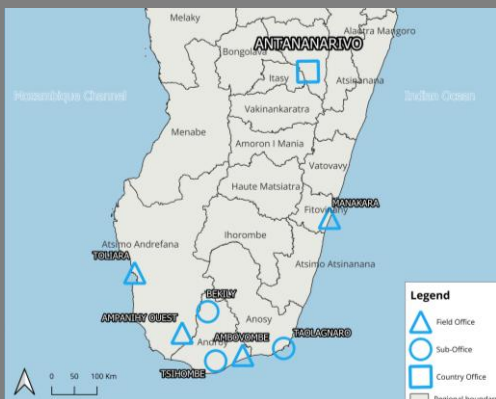 Melaky
Alaotra Mangoro
Bongolava
ANTANANARIVO
Itasy
Atsinanana
Mozambique Channel
Indian Ocean
Vakinankaratra
Menabe
Amoron I Mania
Vatovavy
Haute Matsiatra
MANAKARA
Fitovinany
Ihorombe
Atsimo Andrefana
TOLIARA
Atsimo Atsinanana
BEKILY
Anosy
AMPANIHY OUEST
AMBOVOMBE
TAOLAGNARO
Androy
TSIHOMBE
Legend
Field Office
Sub-Office
Country Office
0 50 100 Km